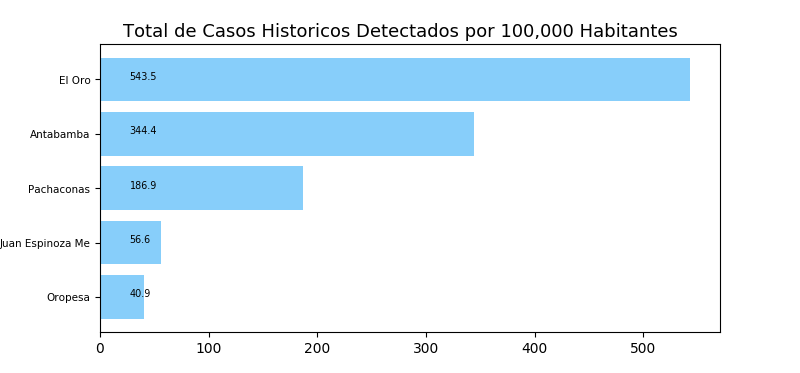 Total de Casos Historicos Detectados por 100,000 Habitantes
El Oro 543.5
Antabamba 344.4
Pachaconas 186.9
Juan Espinoza Me 56.6
Oropesa 40.9
0 100 200 300 400 500